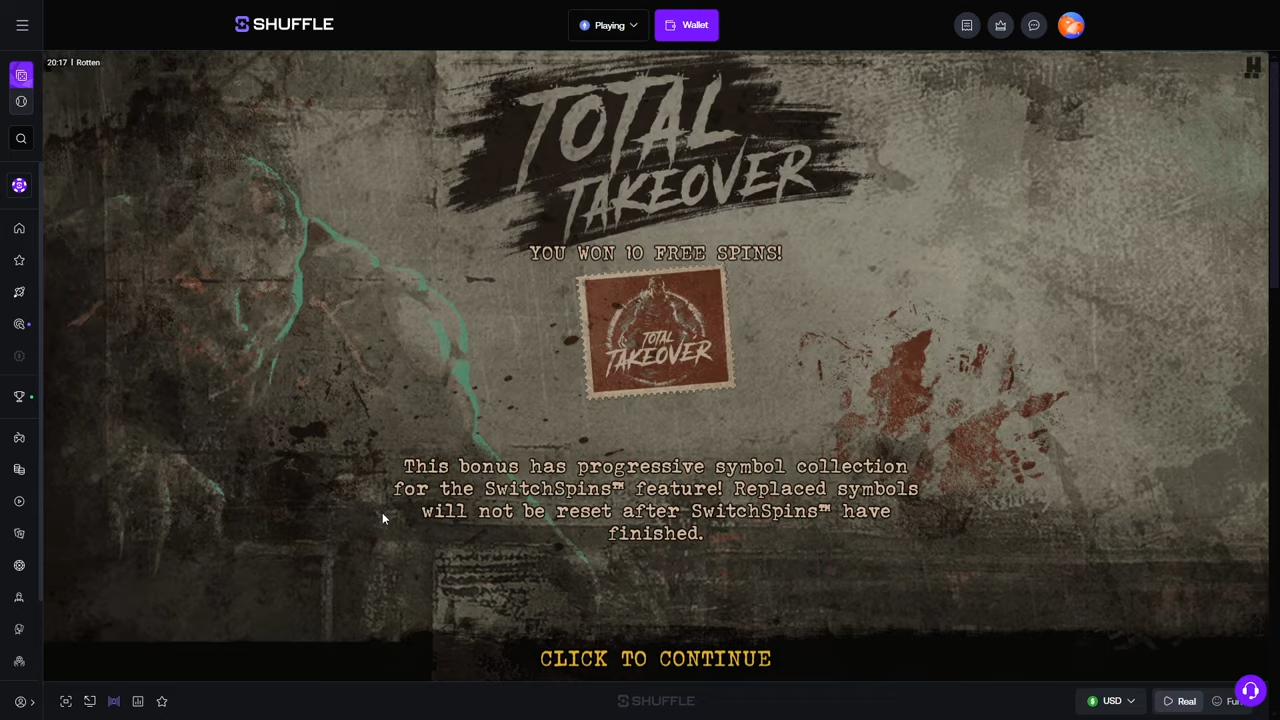 SHUFFLE
Playing
Wallet
20:17 | Rotten
TOTAL
TAKEOVER
YOU WON 10 FREE SPINS!
TOTAL
TAKEOVER
This bonus has progressive symbol collection
for the SwitchSpins™ feature! Replaced symbols
will not be reset after SwitchSpins™ have
finished.
CLICK TO CONTINUE
SHUFFLE
USD
Real
Fun